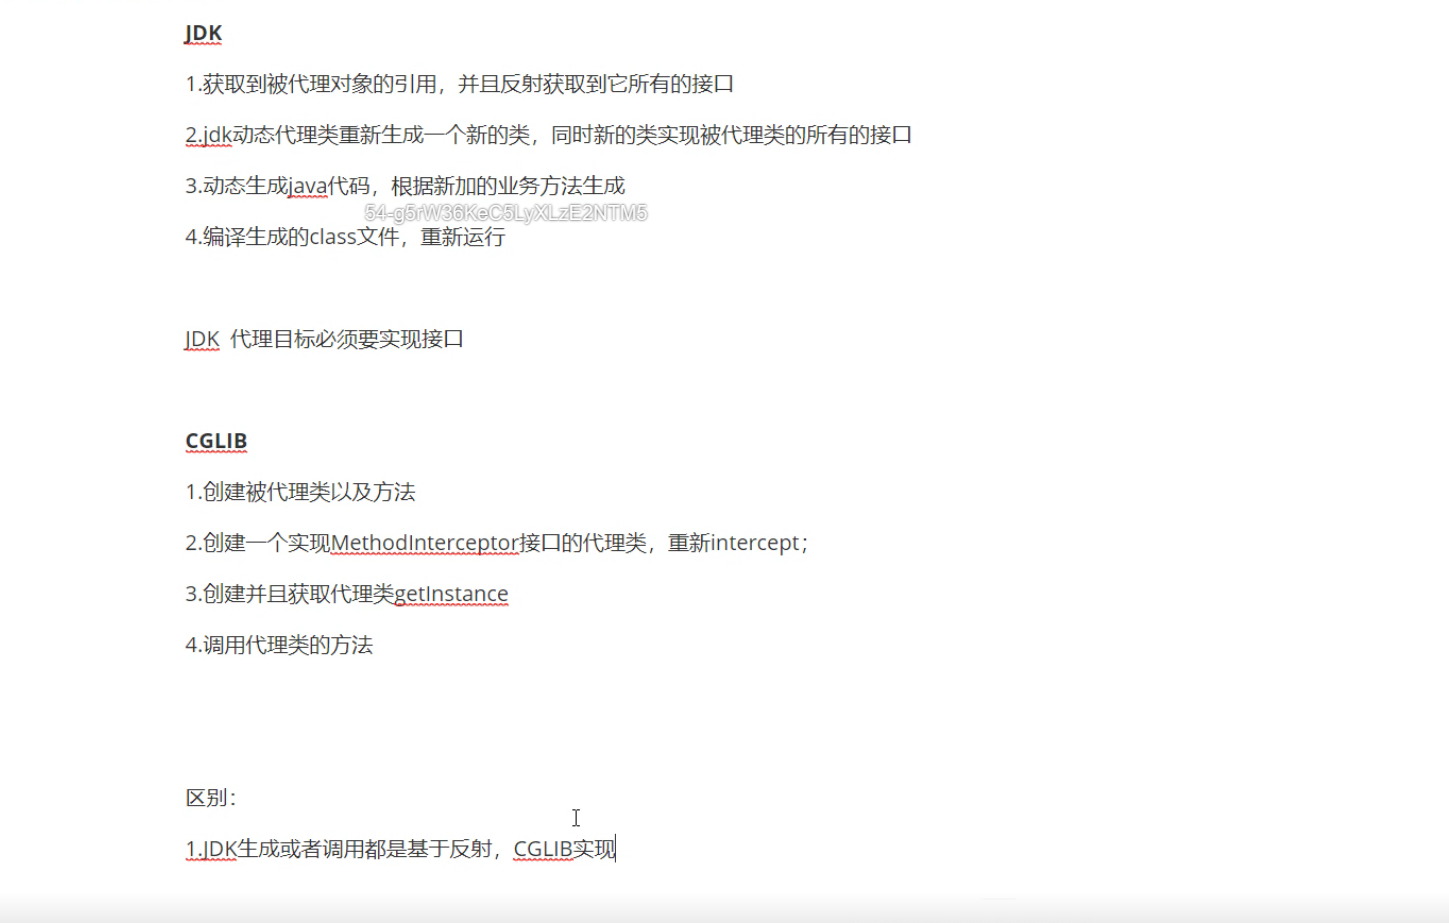 JDK
1.获取到被代理对象的引用，并且反射获取到它所有的接口
2.jdk动态代理类重新生成一个新的类，同时新的类实现被代理类的所有的接口
3.动态生成java代码，根据新加的业务方法生成
54-g5rW36KeC5LyXLzE2NTM5
4.编译生成的class文件，重新运行
JDK 代理目标必须要实现接口
CGLIB
1.创建被代理类以及方法
2.创建一个实现MethodInterceptor接口的代理类，重新intercept；
3.创建并且获取代理类getInstance
4.调用代理类的方法
区别：
1.JDK生成或者调用都是基于反射，CGLIB实现